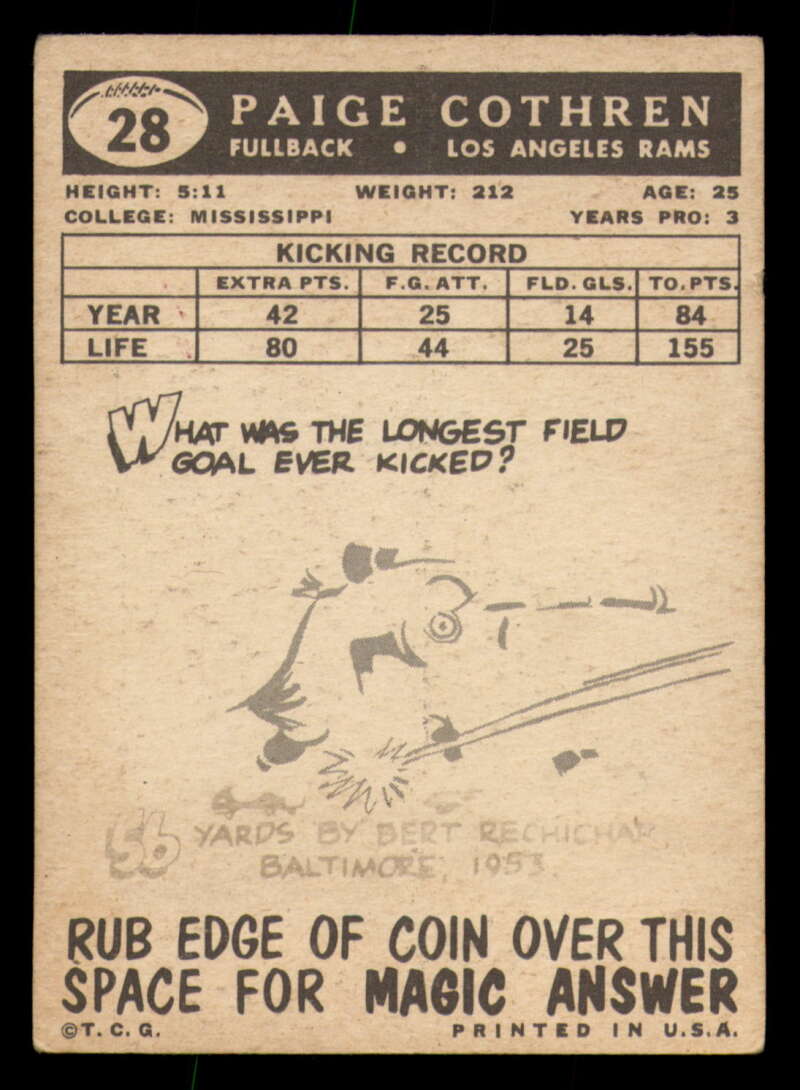 28
PAIGE COTHREN
FULLBACK • LOS ANGELES RAMS
HEIGHT: 5:11 WEIGHT: 212 AGE: 25
COLLEGE: MISSISSIPPI YEARS PRO: 3
KICKING RECORD
EXTRA PTS. F.G. ATT. FLD. GLS. TO. PTS.
YEAR 42 25 14 84
LIFE 80 44 25 155
WHAT WAS THE LONGEST FIELD
GOAL EVER KICKED?
56 YARDS BY BERT RECHICHAR
BALTIMORE, 1953.
RUB EDGE OF COIN OVER THIS
SPACE FOR MAGIC ANSWER
©T.C.G. PRINTED IN U.S.A.